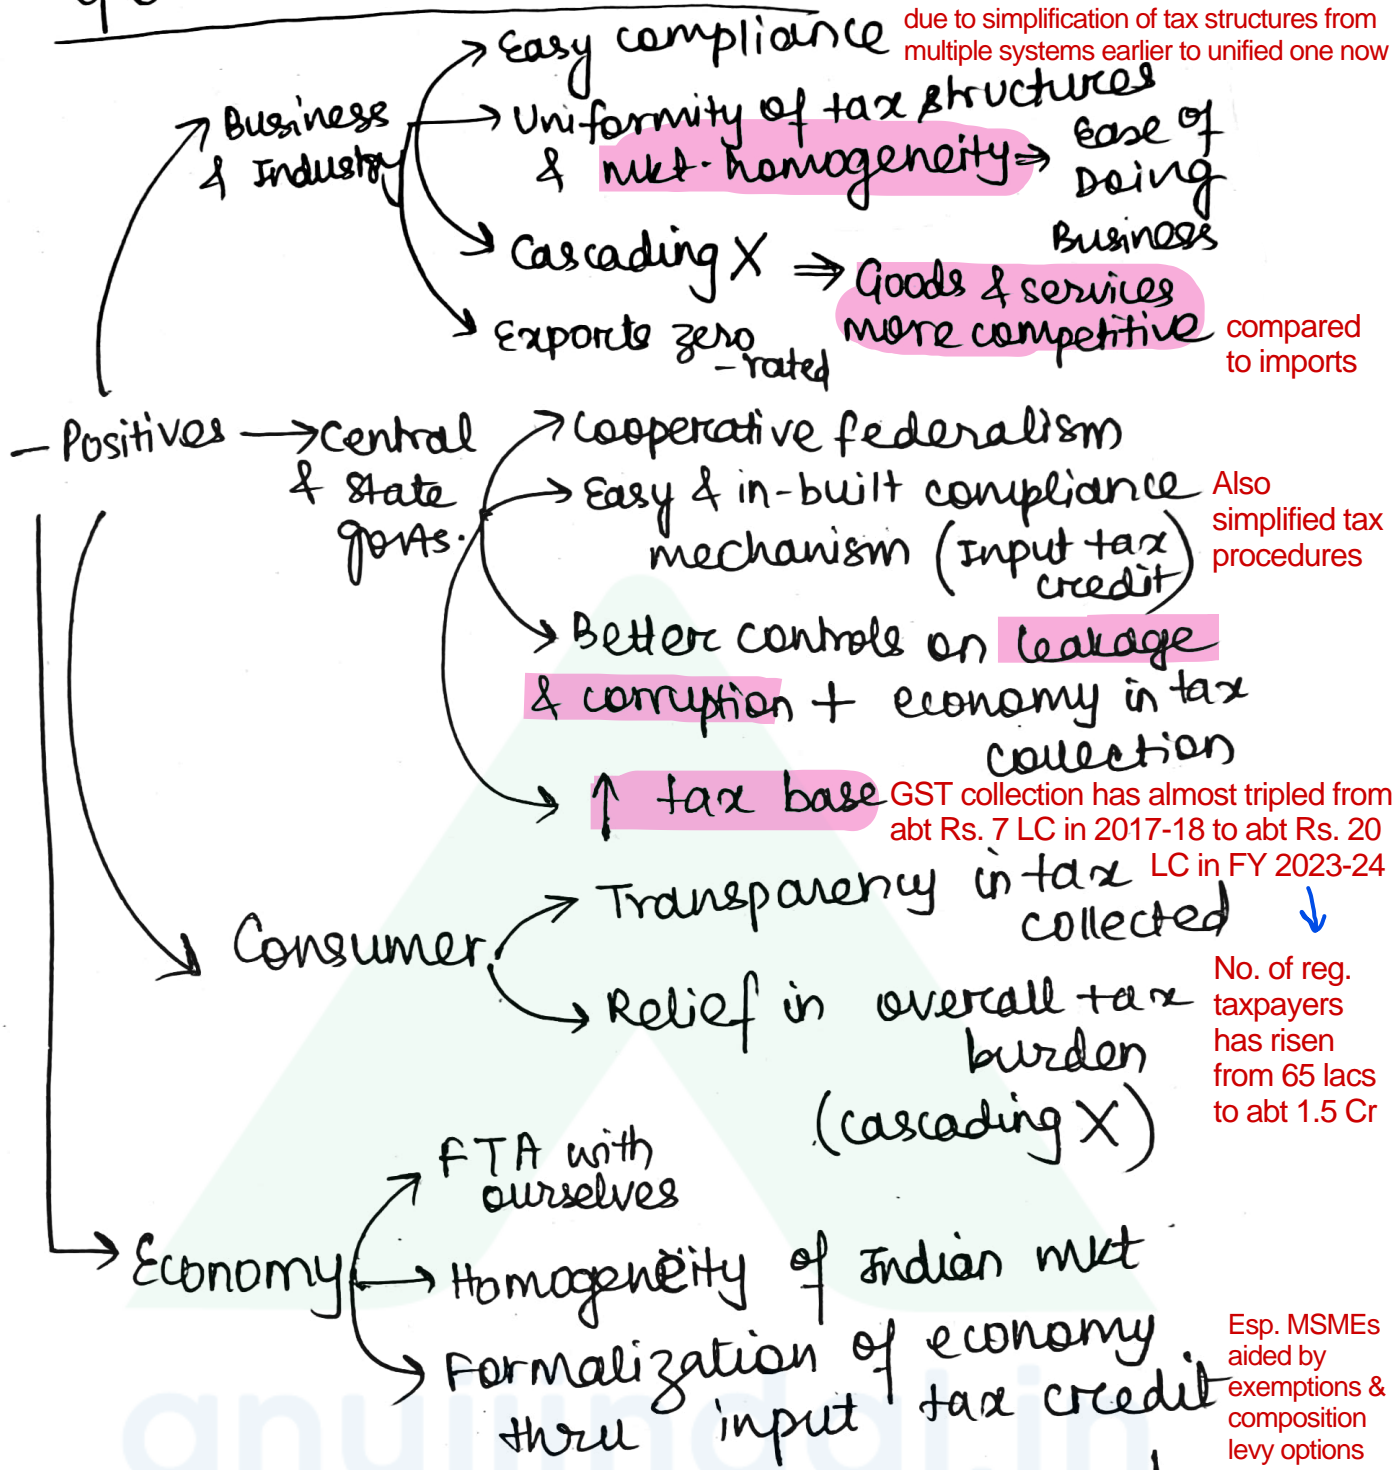 Easy compliance
due to simplification of tax structures from
multiple systems earlier to unified one now
Business
& Industry
Uniformity of tax structures
& mkt. homogeneity ⇒ Ease of
Doing
Business
Cascading X ⇒ Goods & services
more competitive
compared
to imports
Exports zero
-rated
- Positives → Central
& State
govts.
Cooperative federalism
Easy & in-built compliance
mechanism (Input tax
credit)
Also
simplified tax
procedures
Better controls on leakage
& corruption + economy in tax
collection
↑ tax base
GST collection has almost tripled from
abt Rs. 7 LC in 2017-18 to abt Rs. 20
LC in FY 2023-24
No. of reg.
taxpayers
has risen
from 65 lacs
to abt 1.5 Cr
Consumer
Transparency in tax
collected
Relief in overall tax
burden
(cascading X)
Economy
FTA with
ourselves
Homogeneity of Indian mkt
Formalization of economy
thru input tax credit
Esp. MSMEs
aided by
exemptions &
composition
levy options
anujjindal.in